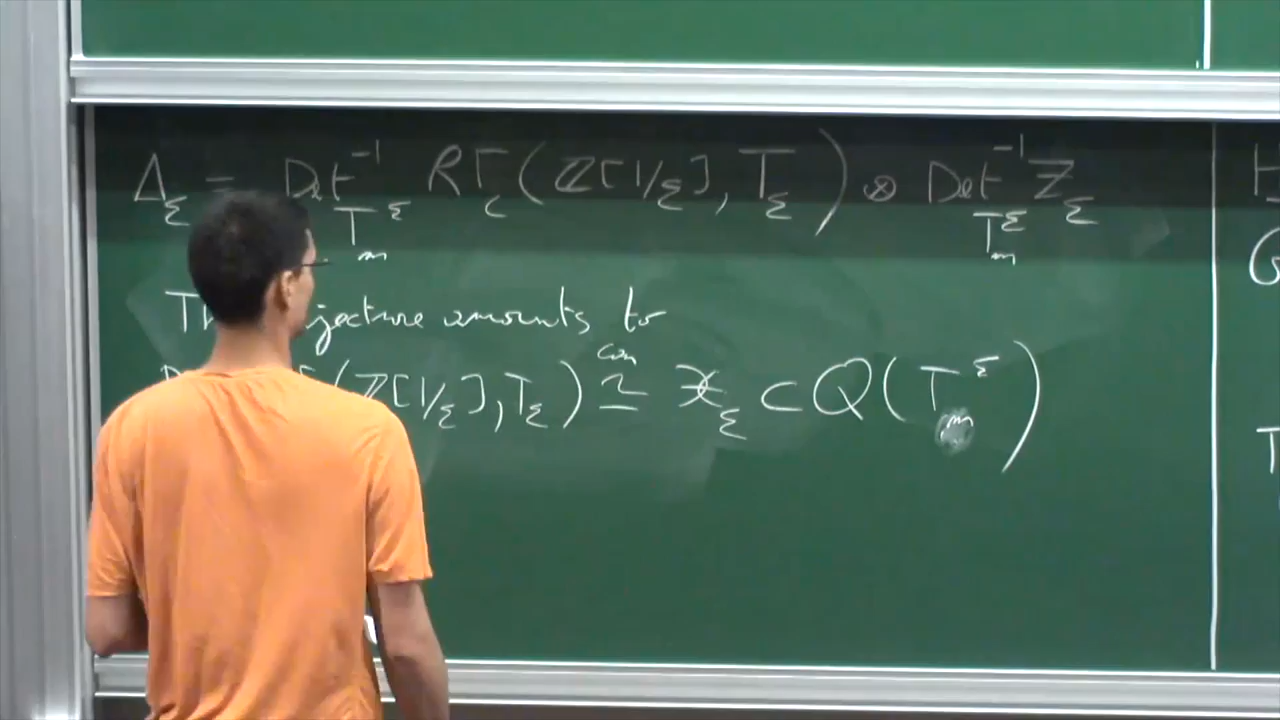 Δ_Σ = Det^{-1}_{T_m^Σ} RΓ_c(ℤ[1/Σ], T_Σ) ⊗ Det^{-1}_{T_m^Σ} Z_Σ
jecture amounts to
(ℤ[1/Σ], T_Σ) ≃^{can} 𝒳_Σ ⊂ Q(T_m^Σ)